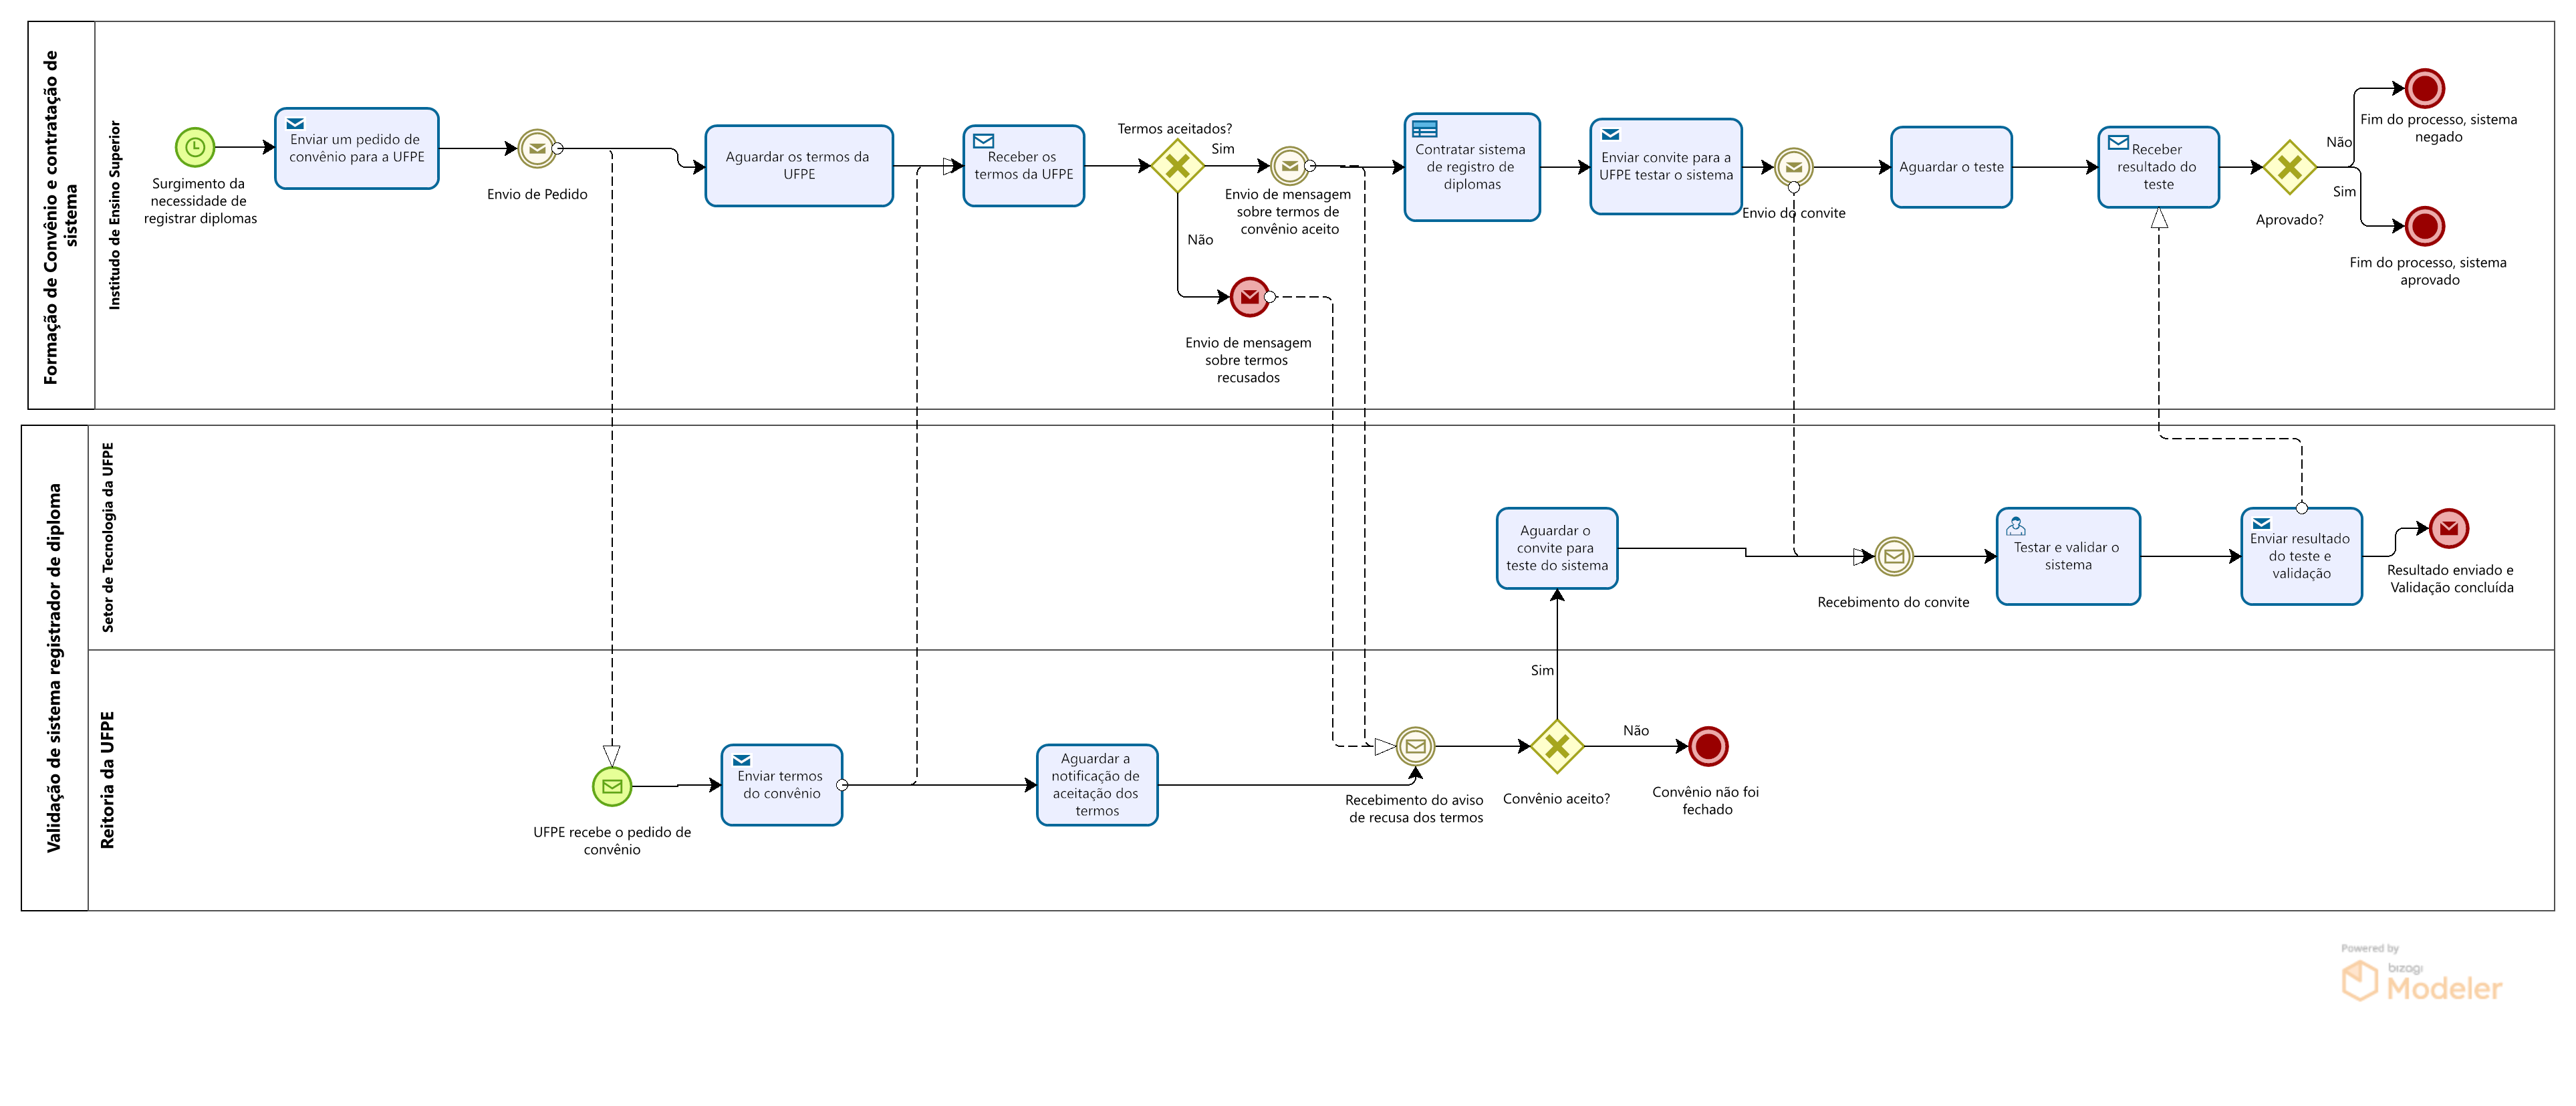 Formação de Convênio e contratação de
sistema
Institudo de Ensino Superior
Surgimento da
necessidade de
registrar diplomas
Enviar um pedido de
convênio para a UFPE
Envio de Pedido
Aguardar os termos da
UFPE
Receber os
termos da UFPE
Termos aceitados?
Sim
Não
Envio de mensagem
sobre termos de
convênio aceito
Envio de mensagem
sobre termos
recusados
Contratar sistema
de registro de
diplomas
Enviar convite para a
UFPE testar o sistema
Envio do convite
Aguardar o teste
Receber
resultado do
teste
Aprovado?
Não
Sim
Fim do processo, sistema
negado
Fim do processo, sistema
aprovado
Validação de sistema registrador de diploma
Setor de Tecnologia da UFPE
Aguardar o
convite para
teste do sistema
Recebimento do convite
Testar e validar o
sistema
Enviar resultado
do teste e
validação
Resultado enviado e
Validação concluída
Reitoria da UFPE
UFPE recebe o pedido de
convênio
Enviar termos
do convênio
Aguardar a
notificação de
aceitação dos
termos
Recebimento do aviso
de recusa dos termos
Sim
Convênio aceito?
Não
Convênio não foi
fechado
Powered by
bizagi
Modeler